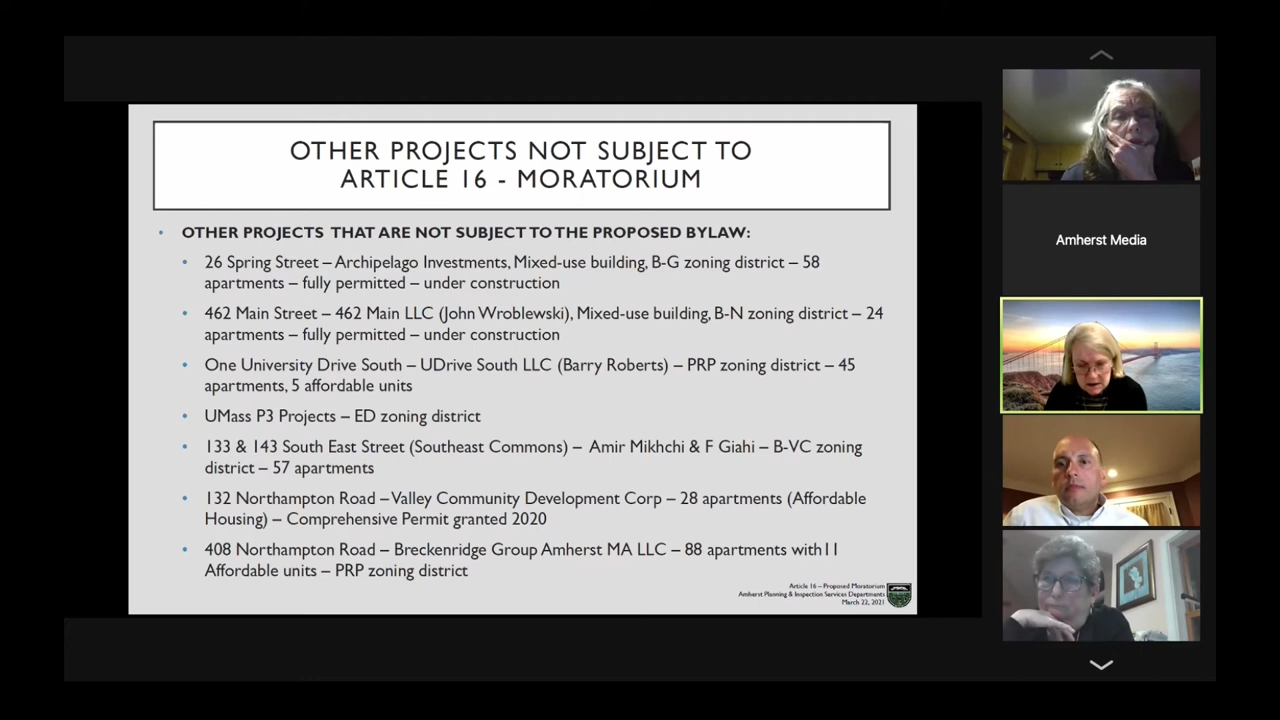 OTHER PROJECTS NOT SUBJECT TO
ARTICLE 16 - MORATORIUM
• OTHER PROJECTS THAT ARE NOT SUBJECT TO THE PROPOSED BYLAW:
• 26 Spring Street – Archipelago Investments, Mixed-use building, B-G zoning district – 58
apartments – fully permitted – under construction
• 462 Main Street – 462 Main LLC (John Wroblewski), Mixed-use building, B-N zoning district – 24
apartments – fully permitted – under construction
• One University Drive South – UDrive South LLC (Barry Roberts) – PRP zoning district – 45
apartments, 5 affordable units
• UMass P3 Projects – ED zoning district
• 133 & 143 South East Street (Southeast Commons) – Amir Mikhchi & F Giahi – B-VC zoning
district – 57 apartments
• 132 Northampton Road – Valley Community Development Corp – 28 apartments (Affordable
Housing) – Comprehensive Permit granted 2020
• 408 Northampton Road – Breckenridge Group Amherst MA LLC – 88 apartments with 11
Affordable units – PRP zoning district
Article 16 – Proposed Moratorium
Amherst Planning & Inspection Services Departments
March 22, 2021
Amherst Media